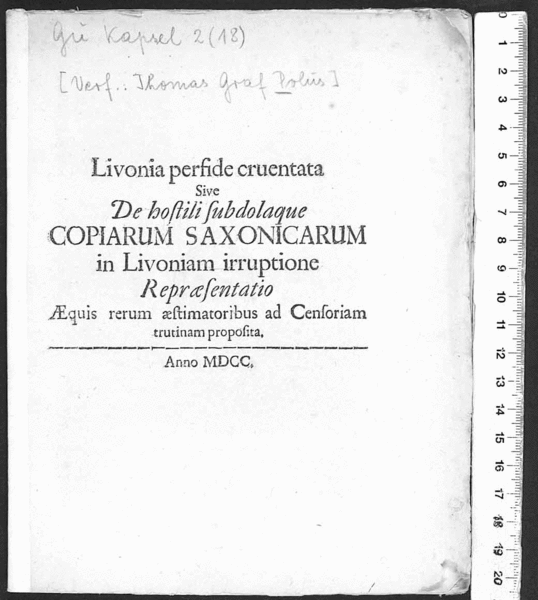 Gü Kapsel 2 (18)
[Verf.: Thomas Graf Polus]
Livonia perfide cruentata
Sive
De hoſtili ſubdolaque
COPIARUM SAXONICARUM
in Livoniam irruptione
Repræſentatio
Æquis rerum æſtimatoribus ad Cenſoriam
trutinam propoſita.
Anno MDCC.
0
1
2
3
4
5
6
7
8
9
10
11
12
13
14
15
16
17
18
19
20